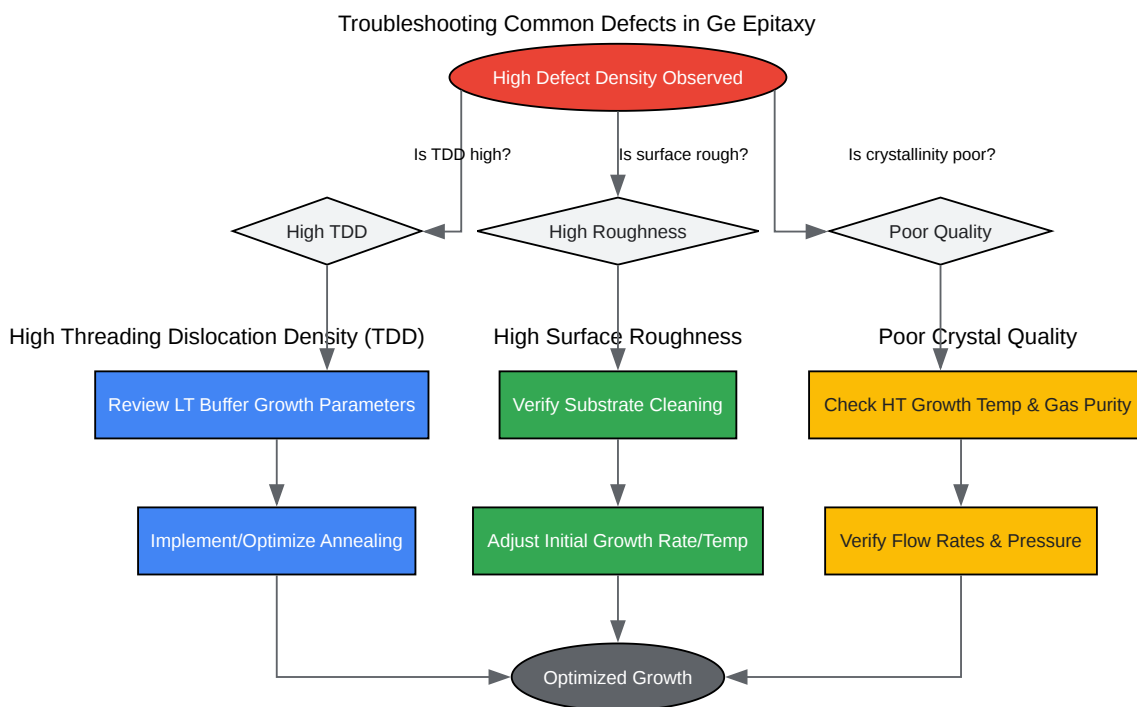 Troubleshooting Common Defects in Ge Epitaxy
High Defect Density Observed
Is TDD high?
Is surface rough?
Is crystallinity poor?
High TDD
High Roughness
Poor Quality
High Threading Dislocation Density (TDD)
High Surface Roughness
Poor Crystal Quality
Review LT Buffer Growth Parameters
Verify Substrate Cleaning
Check HT Growth Temp & Gas Purity
Implement/Optimize Annealing
Adjust Initial Growth Rate/Temp
Verify Flow Rates & Pressure
Optimized Growth